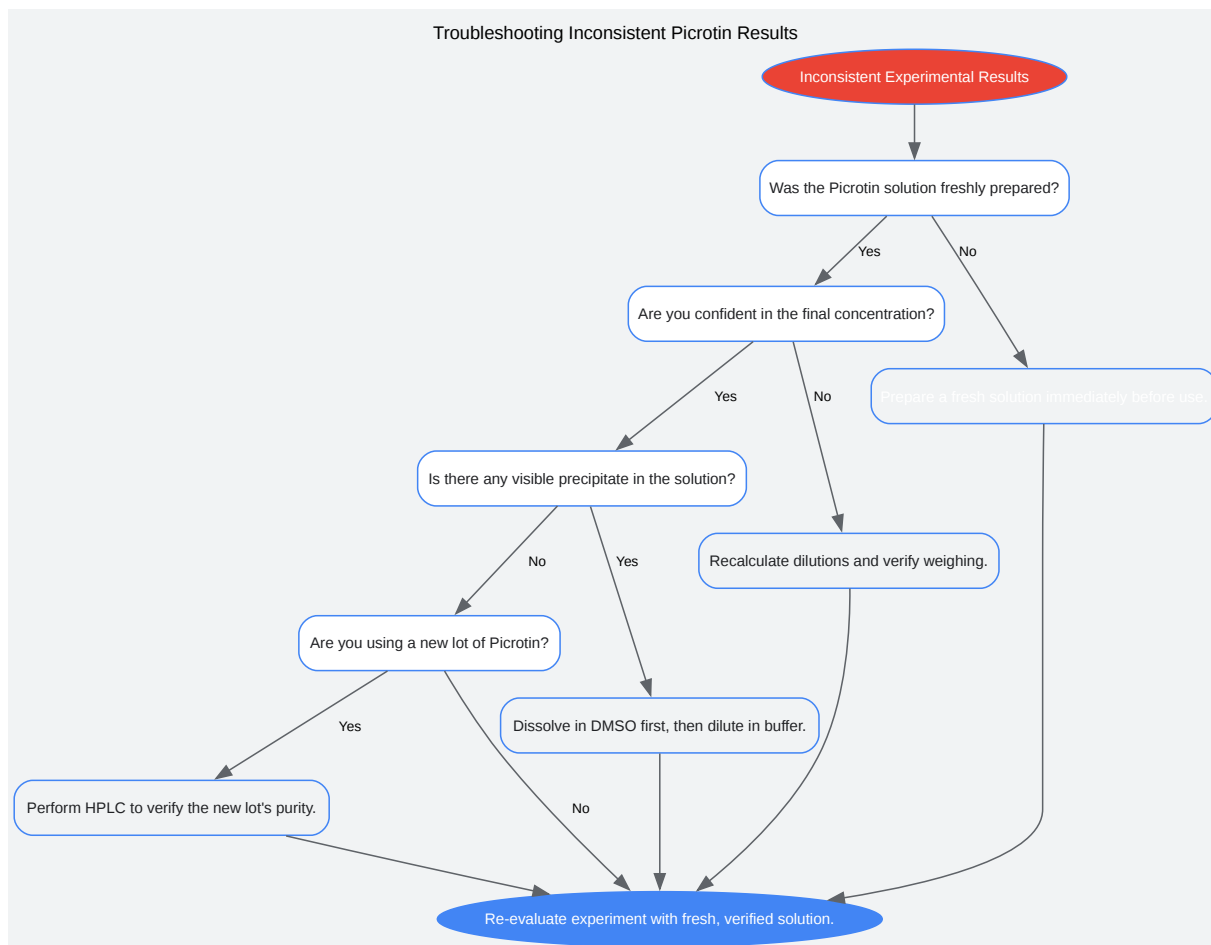 Troubleshooting Inconsistent Picrotin Results
Inconsistent Experimental Results
Was the Picrotin solution freshly prepared?
Yes
No
Are you confident in the final concentration?
Prepare a fresh solution immediately before use.
Yes
No
Is there any visible precipitate in the solution?
Recalculate dilutions and verify weighing.
No
Yes
Are you using a new lot of Picrotin?
Dissolve in DMSO first, then dilute in buffer.
Yes
No
Perform HPLC to verify the new lot's purity.
Re-evaluate experiment with fresh, verified solution.